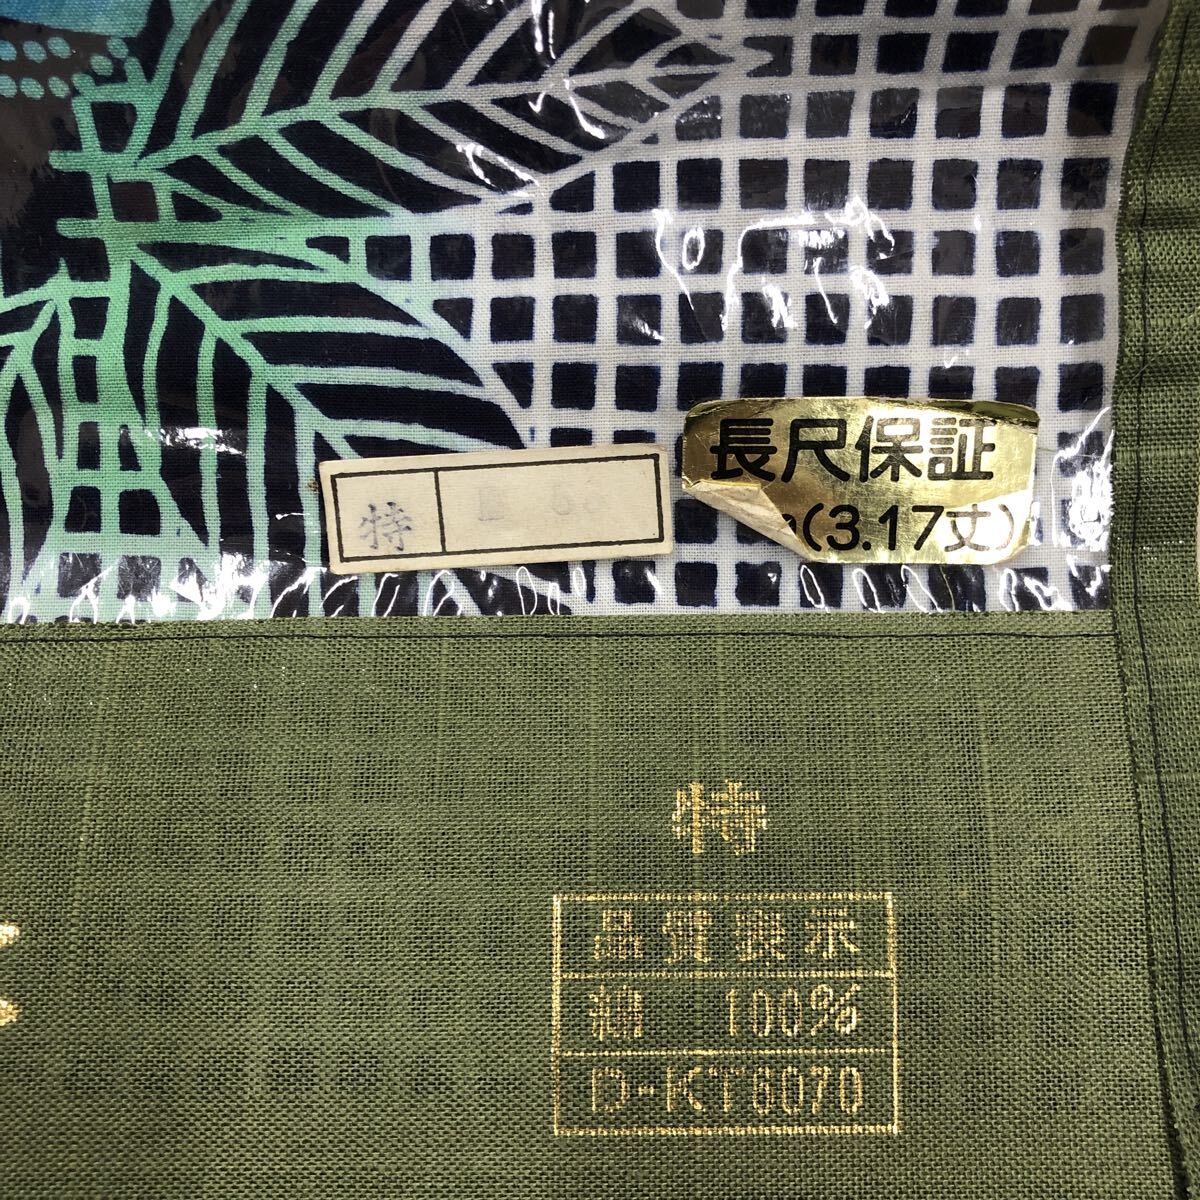 長尺保証
(3.17丈)
特
特
品質表示
綿 100%
D-KT6070